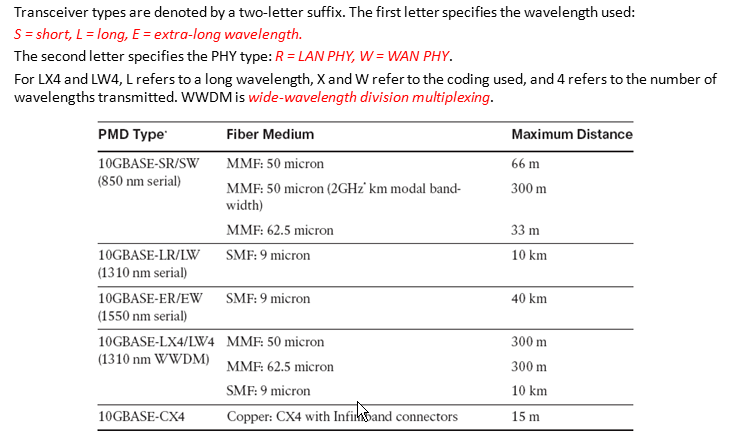 Transceiver types are denoted by a two-letter suffix. The first letter specifies the wavelength used:
S = short, L = long, E = extra-long wavelength.
The second letter specifies the PHY type: R = LAN PHY, W = WAN PHY.
For LX4 and LW4, L refers to a long wavelength, X and W refer to the coding used, and 4 refers to the number of
wavelengths transmitted. WWDM is wide-wavelength division multiplexing.
PMD Type* Fiber Medium Maximum Distance
10GBASE-SR/SW MMF: 50 micron 66 m
(850 nm serial) MMF: 50 micron (2GHz* km modal band- 300 m
width)
MMF: 62.5 micron 33 m
10GBASE-LR/LW SMF: 9 micron 10 km
(1310 nm serial)
10GBASE-ER/EW SMF: 9 micron 40 km
(1550 nm serial)
10GBASE-LX4/LW4 MMF: 50 micron 300 m
(1310 nm WWDM) MMF: 62.5 micron 300 m
SMF: 9 micron 10 km
10GBASE-CX4 Copper: CX4 with Infiniband connectors 15 m